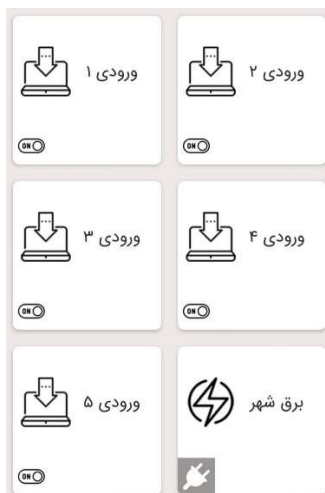 ورودی ۲
ورودی ۱
ON
ON
ورودی ۴
ورودی ۳
ON
ON
برق شهر
ورودی ۵
ON